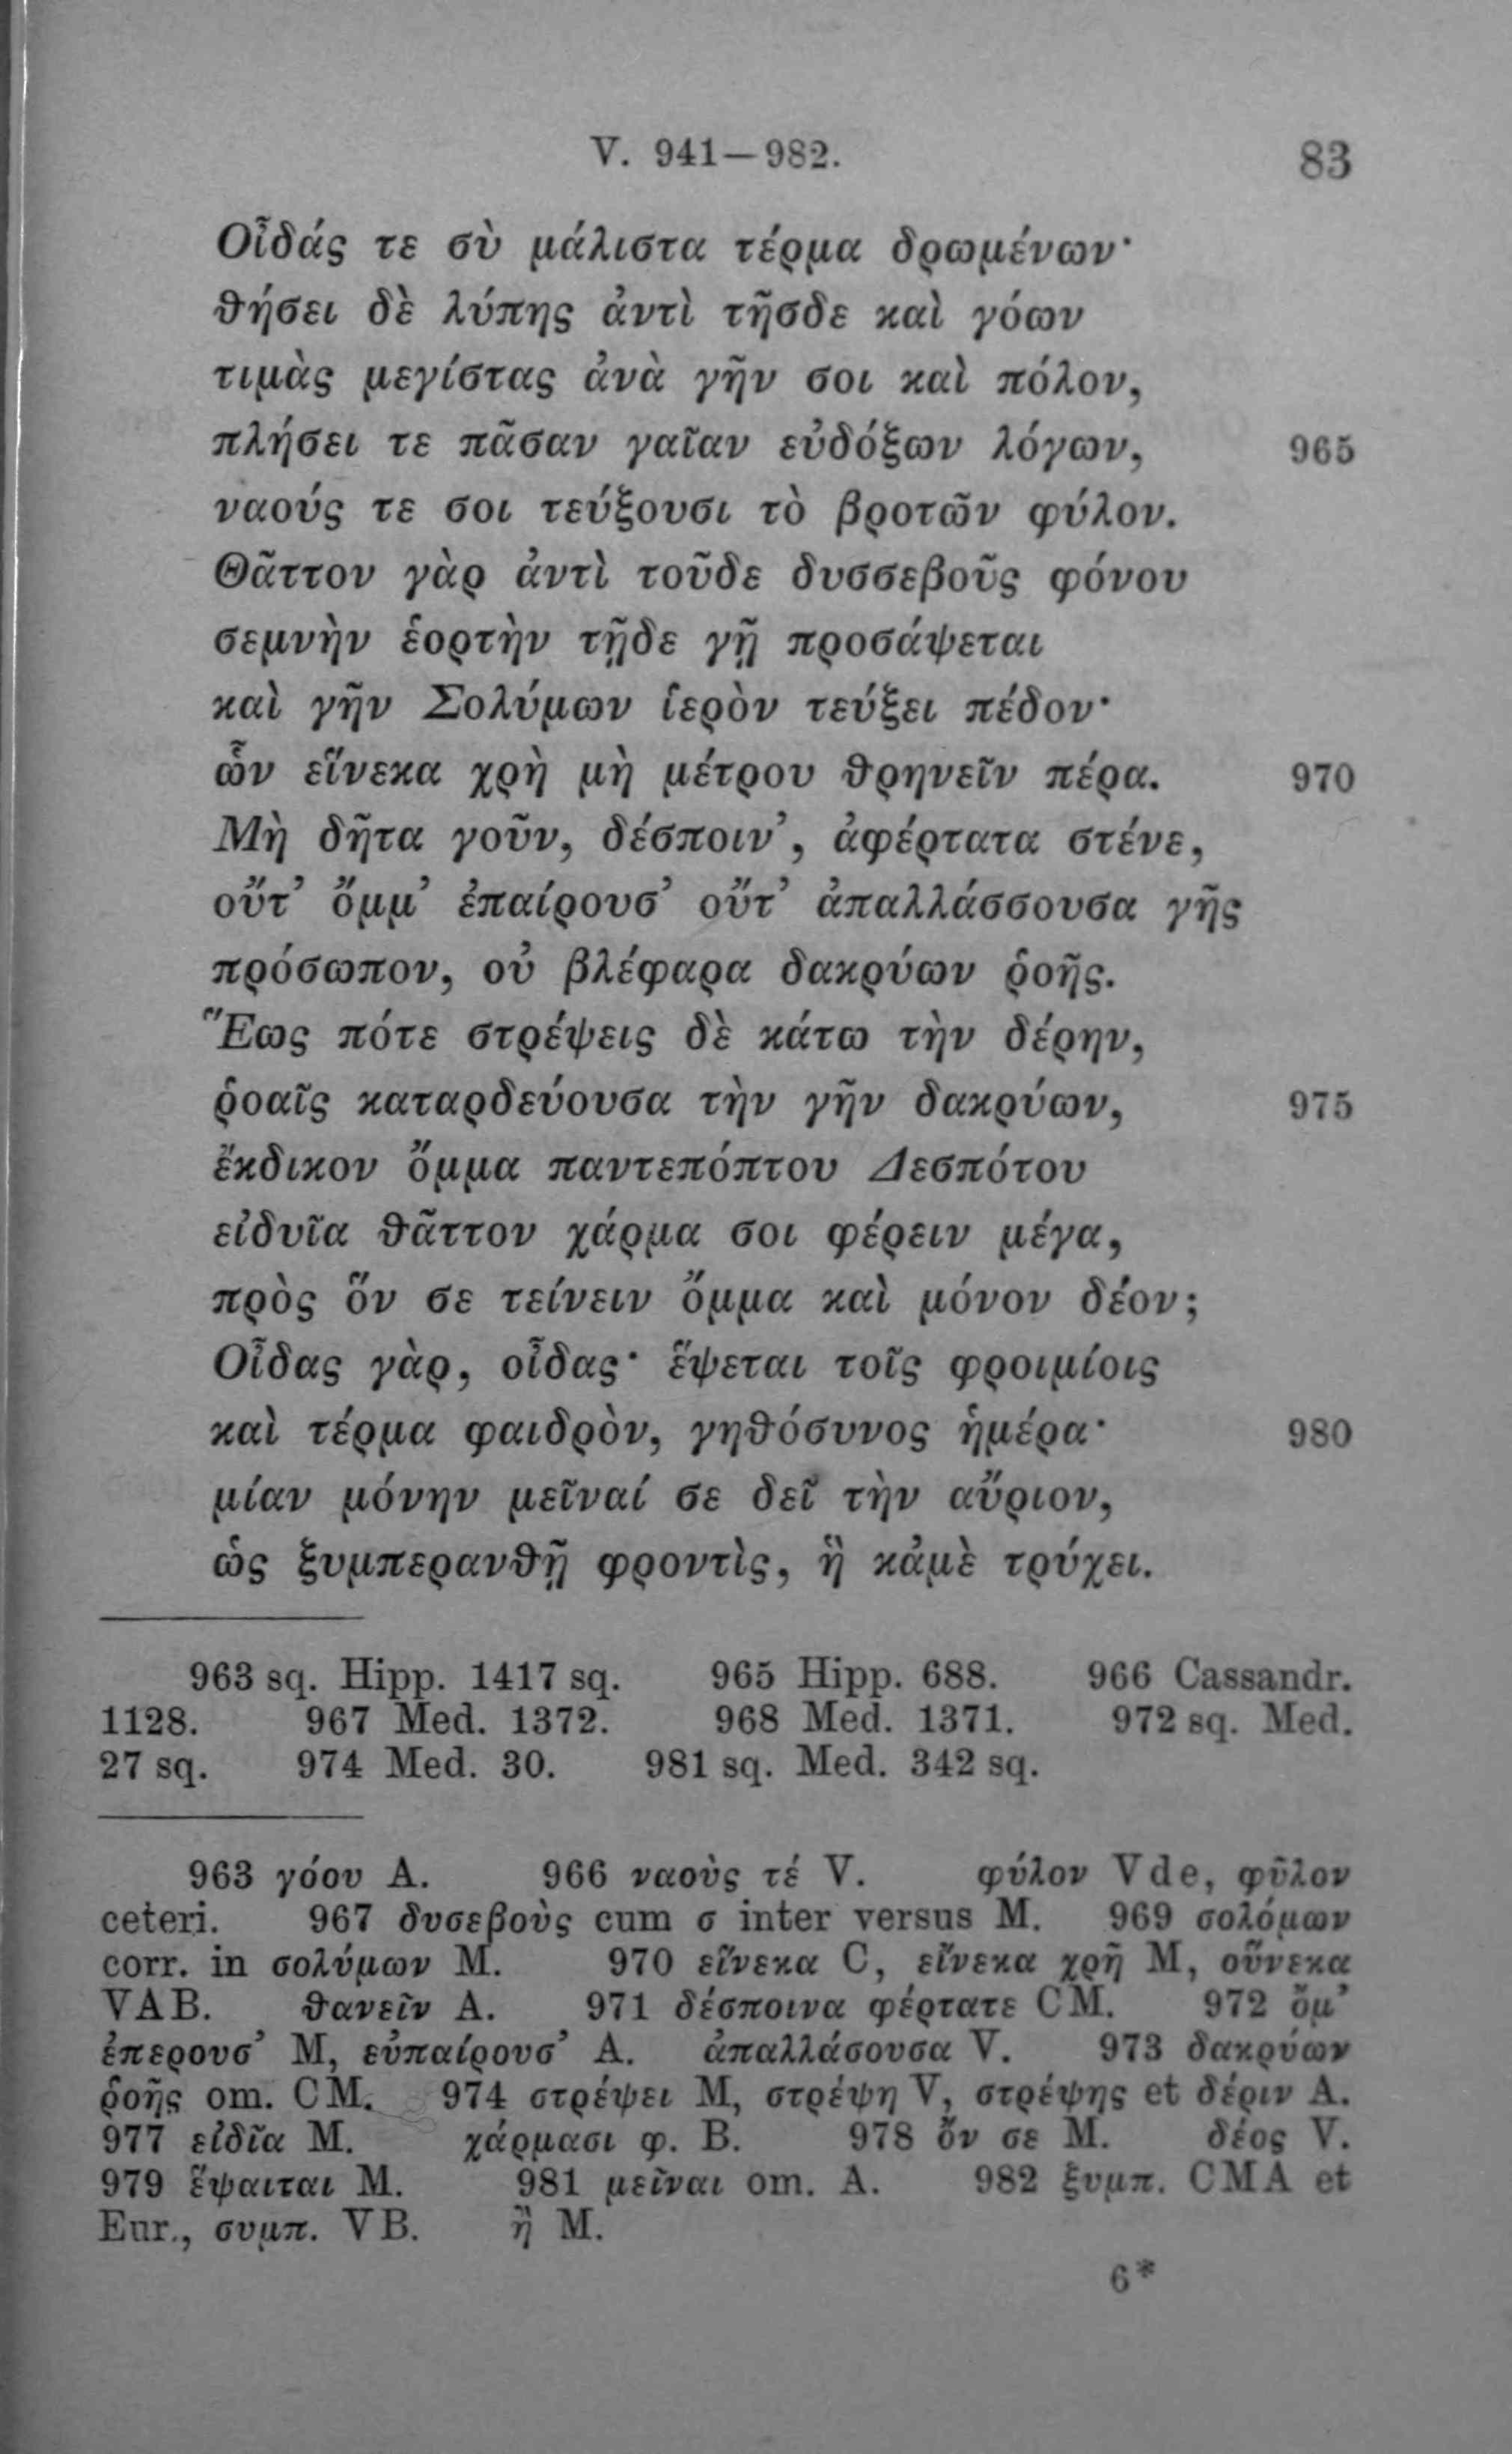 V. 941—982. 83
Οἶδάς τε σὺ μάλιστα τέρμα δρωμένων·
θήσει δὲ λύπης ἀντὶ τῆσδε καὶ γόων
τιμὰς μεγίστας ἀνὰ γῆν σοι καὶ πόλον,
πλήσει τε πᾶσαν γαῖαν εὐδόξων λόγων, 965
ναούς τε σοι τεύξουσι τὸ βροτῶν φύλον.
Θᾶττον γὰρ ἀντὶ τοῦδε δυσσεβοῦς φόνου
σεμνὴν ἑορτὴν τῇδε γῇ προσάψεται
καὶ γῆν Σολύμων ἱερὸν τεύξει πέδον·
ὧν εἵνεκα χρὴ μὴ μέτρου θρηνεῖν πέρα. 970
Μὴ δῆτα γοῦν, δέσποιν’, ἀφέρτατα στένε,
οὔτ’ ὄμμ’ ἐπαίρουσ’ οὔτ’ ἀπαλλάσσουσα γῆς
πρόσωπον, οὐ βλέφαρα δακρύων ῥοῆς.
Ἕως πότε στρέψεις δὲ κάτω τὴν δέρην,
ῥοαῖς καταρδεύουσα τὴν γῆν δακρύων, 975
ἔκδικον ὄμμα παντεπόπτου Δεσπότου
εἰδυῖα θᾶττον χάρμα σοι φέρειν μέγα,
πρὸς ὅν σε τείνειν ὄμμα καὶ μόνον δέον;
Οἶδας γὰρ, οἶδας· ἕψεται τοῖς φροιμίοις
καὶ τέρμα φαιδρὸν, γηθόσυνος ἡμέρα· 980
μίαν μόνην μεῖναί σε δεῖ τὴν αὔριον,
ὡς ξυμπερανθῇ φροντὶς, ἣ κἀμὲ τρύχει.
963 sq. Hipp. 1417 sq. 965 Hipp. 688. 966 Cassandr.
1128. 967 Med. 1372. 968 Med. 1371. 972 sq. Med.
27 sq. 974 Med. 30. 981 sq. Med. 342 sq.
963 γόου A. 966 ναοὺς τέ V. φύλον Vde, φῦλον
ceteri. 967 δυσεβοὺς cum σ inter versus M. 969 σολόμων
corr. in σολύμων M. 970 εἵνεκα C, εἵνεκα χρῆ M, οὕνεκα
VAB. θανεῖν A. 971 δέσποινα φέρτατε CM. 972 ὄμ’
ἐπερουσ’ M, εὐπαίρουσ’ A. ἀπαλλάσουσα V. 973 δακρύων
ῥοῆς om. CM. 974 στρέψει M, στρέψη V, στρέψης et δέριν A.
977 εἰδῖα M. χάρμασι φ. B. 978 ὄν σε M. δέος V.
979 ἕψαιται M. 981 μεῖναι om. A. 982 ξυμπ. CMA et
Eur., συμπ. VB. ἢ M.
6*